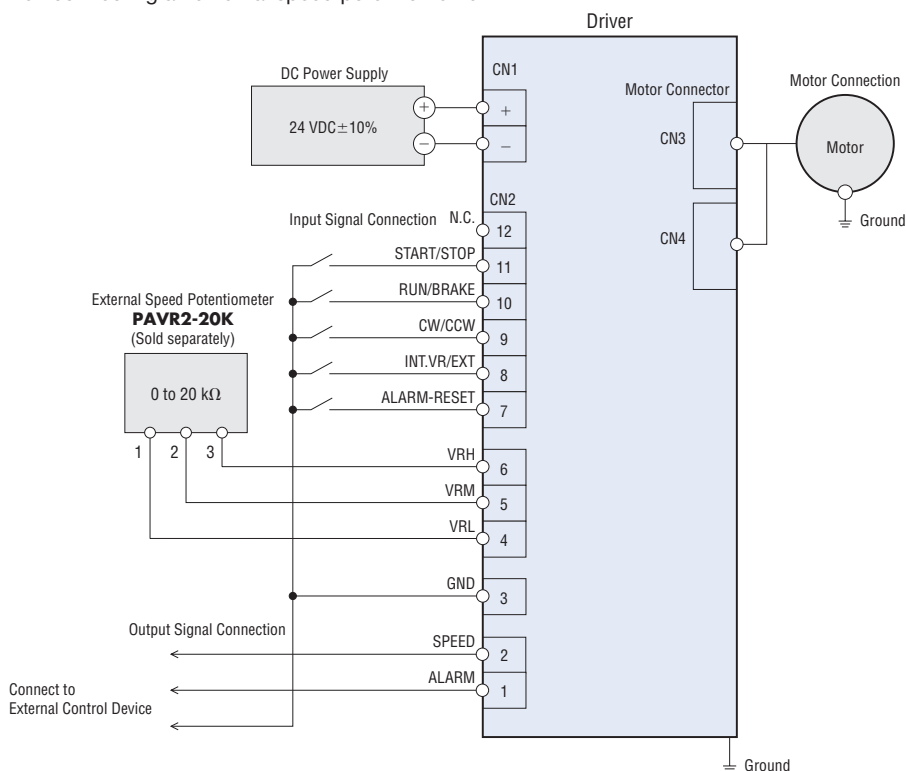 Driver
DC Power Supply
24 VDC±10%
+
−
CN1
+
−
Motor Connector
CN3
CN4
Motor Connection
Motor
Ground
CN2
Input Signal Connection
N.C.
12
START/STOP
11
RUN/BRAKE
10
CW/CCW
9
INT.VR/EXT
8
ALARM-RESET
7
External Speed Potentiometer
PAVR2-20K
(Sold separately)
0 to 20 kΩ
1 2 3
VRH
6
VRM
5
VRL
4
GND
3
Output Signal Connection
SPEED
2
ALARM
1
Connect to
External Control Device
Ground